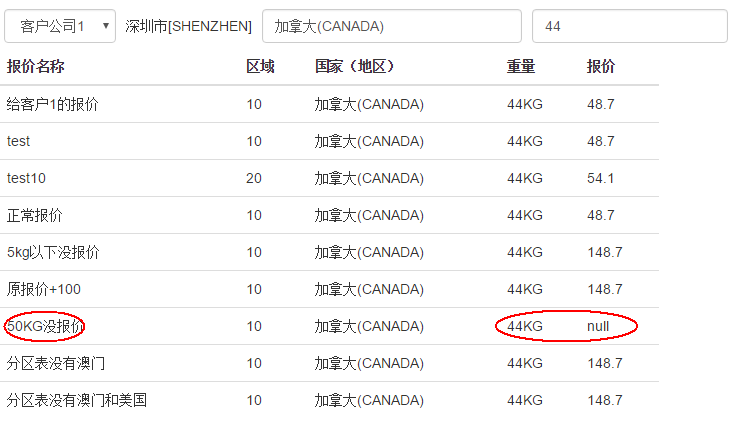 客户公司1 深圳市[SHENZHEN] 加拿大(CANADA) 44
报价名称 区域 国家（地区） 重量 报价
给客户1的报价 10 加拿大(CANADA) 44KG 48.7
test 10 加拿大(CANADA) 44KG 48.7
test10 20 加拿大(CANADA) 44KG 54.1
正常报价 10 加拿大(CANADA) 44KG 48.7
5kg以下没报价 10 加拿大(CANADA) 44KG 148.7
原报价+100 10 加拿大(CANADA) 44KG 148.7
50KG没报价 10 加拿大(CANADA) 44KG null
分区表没有澳门 10 加拿大(CANADA) 44KG 148.7
分区表没有澳门和美国 10 加拿大(CANADA) 44KG 148.7